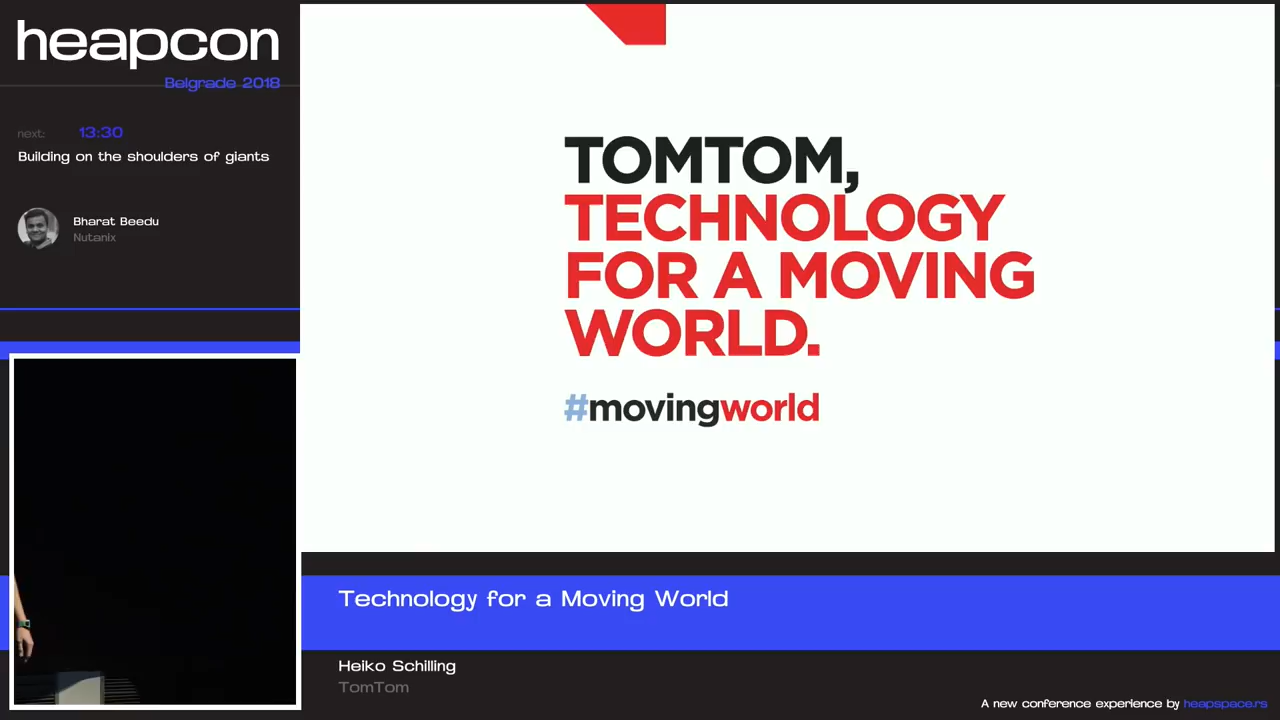 heapcon
Belgrade 2018
next: 13:30
Building on the shoulders of giants
Bharat Beedu
Nutanix
TOMTOM,
TECHNOLOGY
FOR A MOVING
WORLD.
#movingworld
Technology for a Moving World
Heiko Schilling
TomTom
A new conference experience by heapspace.rs